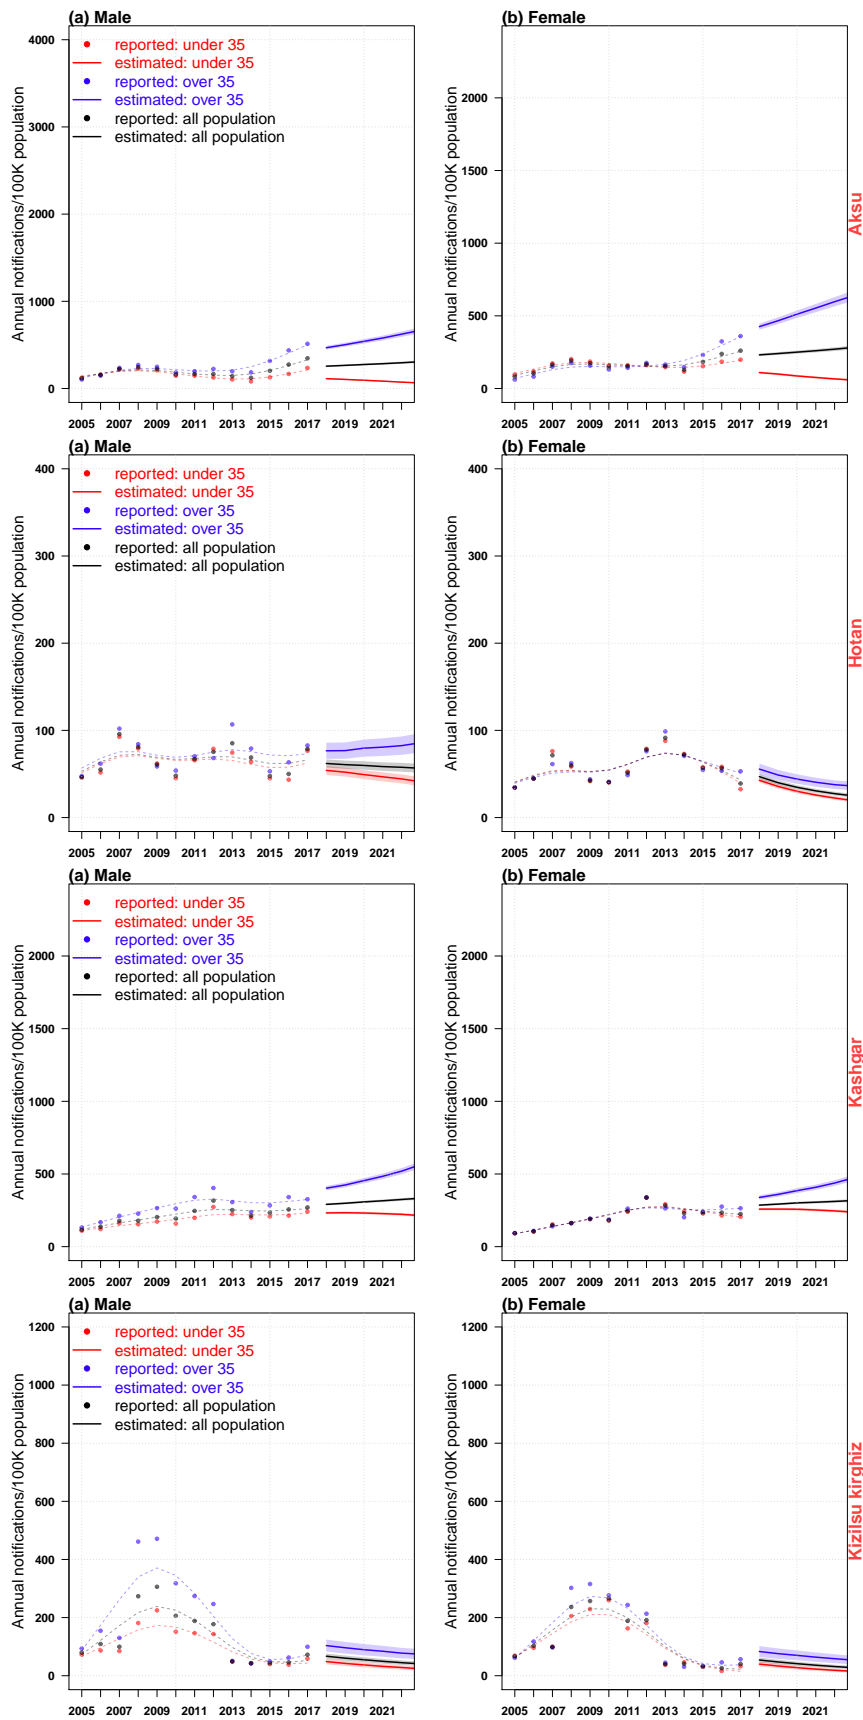 (a) Male
(b) Female
4000
3000
2000
1000
0
Annual notifications/100K population
reported: under 35
estimated: under 35
reported: over 35
estimated: over 35
reported: all population
estimated: all population
2005 2007 2009 2011 2013 2015 2017 2019 2021
2000
1500
1000
500
0
Annual notifications/100K population
2005 2007 2009 2011 2013 2015 2017 2019 2021
Aksu
(a) Male
(b) Female
400
300
200
100
0
Annual notifications/100K population
reported: under 35
estimated: under 35
reported: over 35
estimated: over 35
reported: all population
estimated: all population
2005 2007 2009 2011 2013 2015 2017 2019 2021
400
300
200
100
0
Annual notifications/100K population
2005 2007 2009 2011 2013 2015 2017 2019 2021
Hotan
(a) Male
(b) Female
2000
1500
1000
500
0
Annual notifications/100K population
reported: under 35
estimated: under 35
reported: over 35
estimated: over 35
reported: all population
estimated: all population
2005 2007 2009 2011 2013 2015 2017 2019 2021
2000
1500
1000
500
0
Annual notifications/100K population
2005 2007 2009 2011 2013 2015 2017 2019 2021
Kashgar
(a) Male
(b) Female
1200
1000
800
600
400
200
0
Annual notifications/100K population
reported: under 35
estimated: under 35
reported: over 35
estimated: over 35
reported: all population
estimated: all population
2005 2007 2009 2011 2013 2015 2017 2019 2021
1200
1000
800
600
400
200
0
Annual notifications/100K population
2005 2007 2009 2011 2013 2015 2017 2019 2021
Kizilsu kirghiz